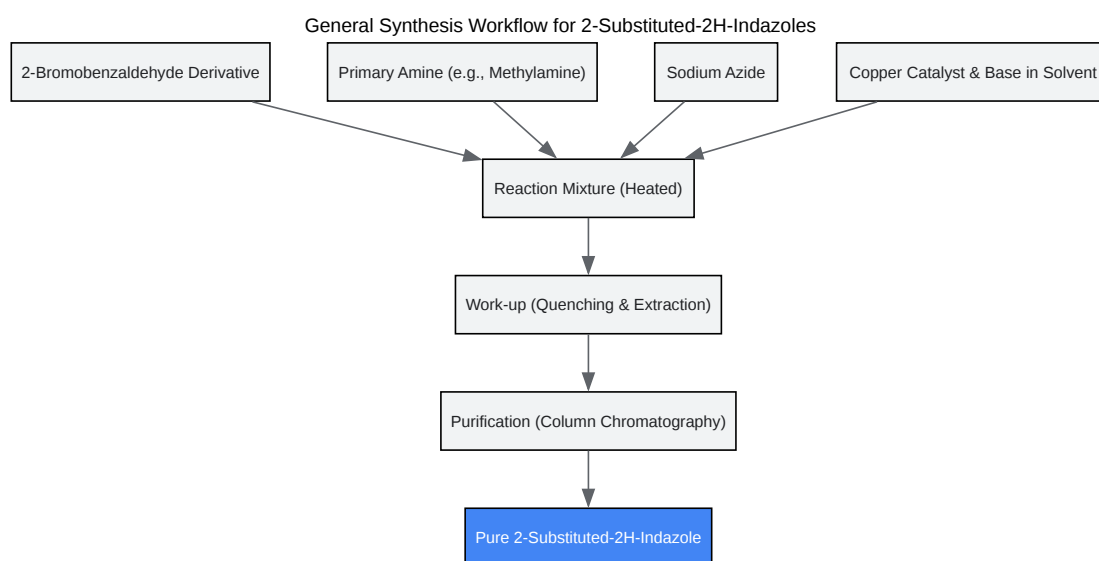 General Synthesis Workflow for 2-Substituted-2H-Indazoles
2-Bromobenzaldehyde Derivative
Primary Amine (e.g., Methylamine)
Sodium Azide
Copper Catalyst & Base in Solvent
Reaction Mixture (Heated)
Work-up (Quenching & Extraction)
Purification (Column Chromatography)
Pure 2-Substituted-2H-Indazole